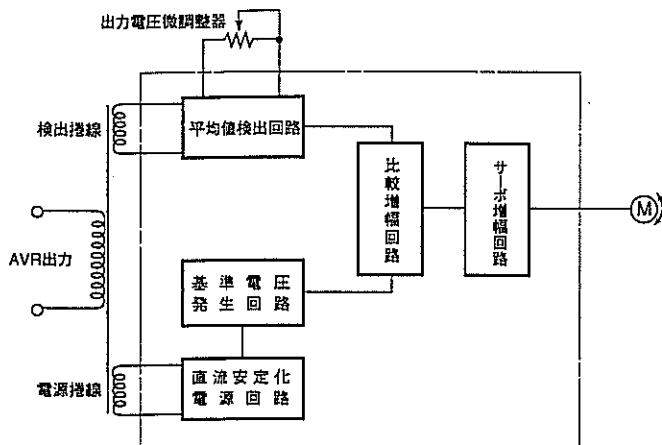 出力電圧微調整器
検出捲線
平均値検出回路
比較増幅回路
サーボ増幅回路
M
AVR出力
基準電圧
発生回路
電源捲線
直流安定化
電源回路